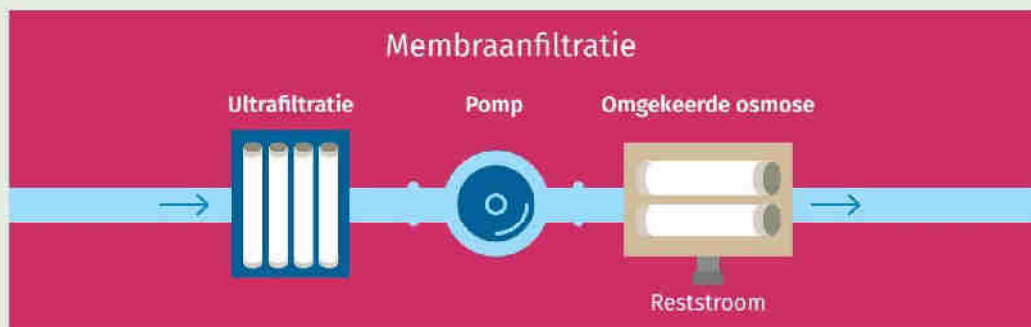 Membraanfiltratie
Ultrafiltratie
Pomp
Omgekeerde osmose
Reststroom